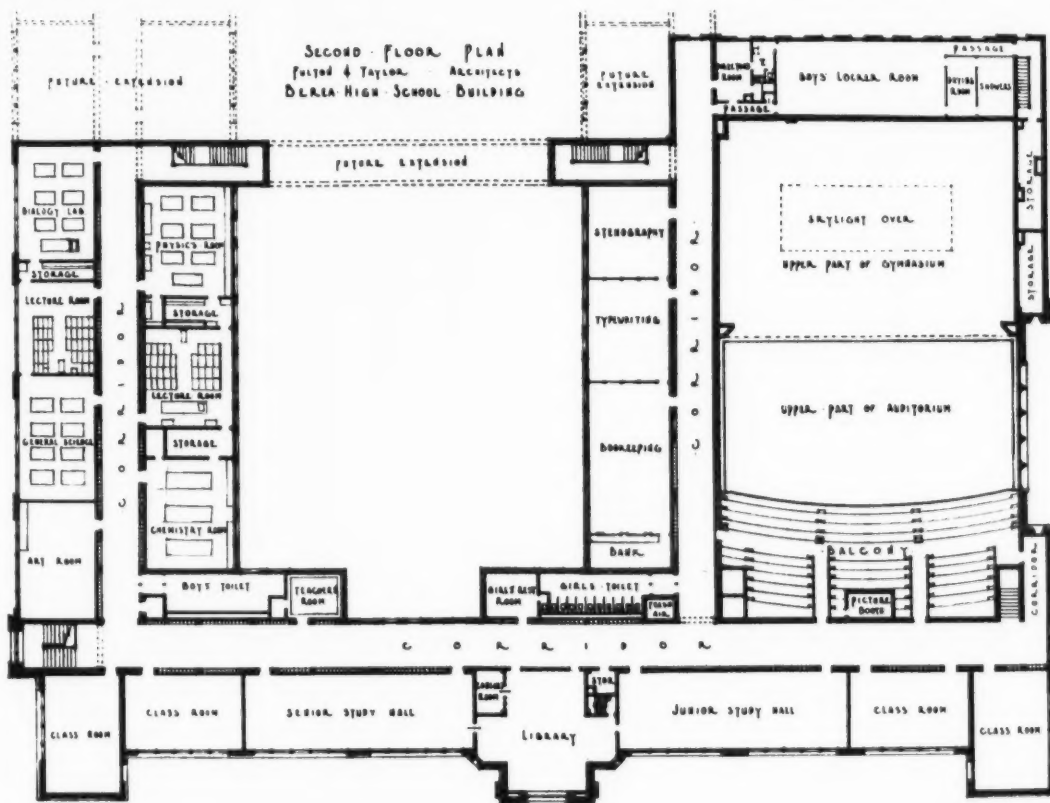 SECOND · FLOOR PLAN
FULTON & TAYLOR ARCHITECTS
BEREA · HIGH · SCHOOL · BUILDING
FUTURE · EXTENSION
FUTURE EXTENSION
FUTURE EXTENSION
PASSAGE
BOYS LOCKER ROOM
DRYING ROOM
SHOWERS
PASSAGE
STORAGE
STORAGE
BIOLOGY LAB.
STORAGE
LECTURE ROOM
GENERAL SCIENCE
ART ROOM
CORRIDOR
PHYSICS ROOM
STORAGE
LECTURE ROOM
STORAGE
CHEMISTRY ROOM
STENOGRAPHY
TYPEWRITING
BOOKEEPING
BANK
CORRIDOR
SKYLIGHT OVER
UPPER PART OF GYMNASIUM
UPPER · PART OF AUDITORIUM
BALCONY
PICTURE BOOTH
CORRIDOR
BOYS TOILET
TEACHERS ROOM
GIRLS REST ROOM
GIRLS · TOILET
FRESH AIR
CORRIDOR
CLASS ROOM
CLASS ROOM
SENIOR STUDY HALL
STOR.
LIBRARY
JUNIOR STUDY HALL
CLASS ROOM
CLASS ROOM